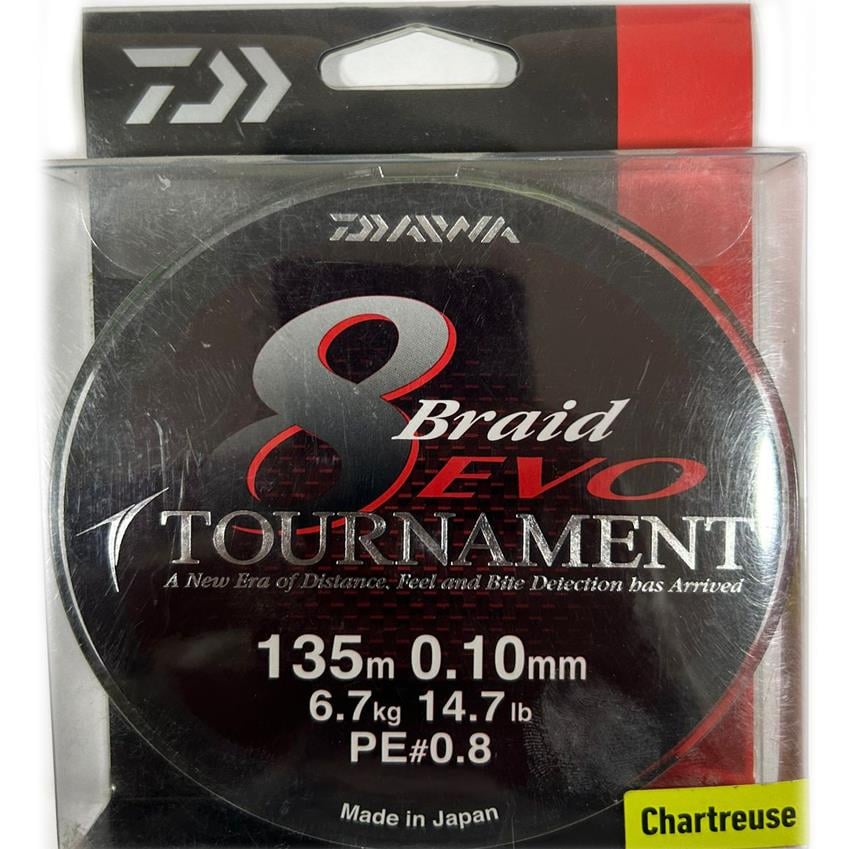 DAIWA
8 Braid
EVO
TOURNAMENT
A New Era of Distance, Feel and Bite Detection has Arrived
135m 0.10mm
6.7kg 14.7lb
PE#0.8
Made in Japan
Chartreuse